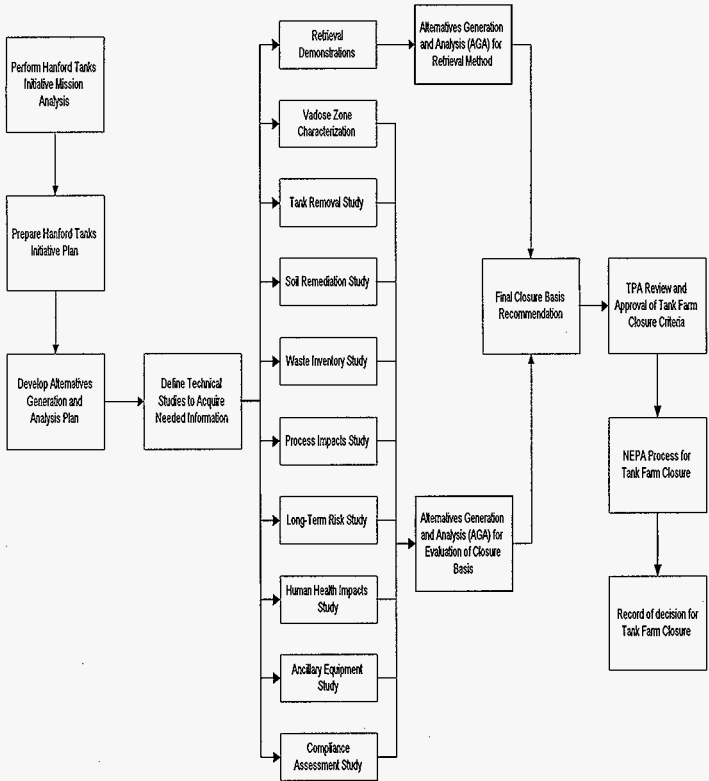 Perform Hanford Tanks
Initiative Mission
Analysis
Prepare Hanford Tanks
Initiative Plan
Develop Alternatives
Generation and
Analysis Plan
Define Technical
Studies to Acquire
Needed Information
Retrieval
Demonstrations
Vadose Zone
Characterization
Tank Removal Study
Soil Remediation Study
Waste Inventory Study
Process Impacts Study
Long-Term Risk Study
Human Health Impacts
Study
Ancillary Equipment
Study
Compliance
Assessment Study
Alternatives Generation
and Analysis (AGA) for
Retrieval Method
Alternatives Generation
and Analysis (AGA) for
Evaluation of Closure
Basis
Final Closure Basis
Recommendation
TPA Review and
Approval of Tank Farm
Closure Criteria
NEPA Process for
Tank Farm Closure
Record of decision for
Tank Farm Closure